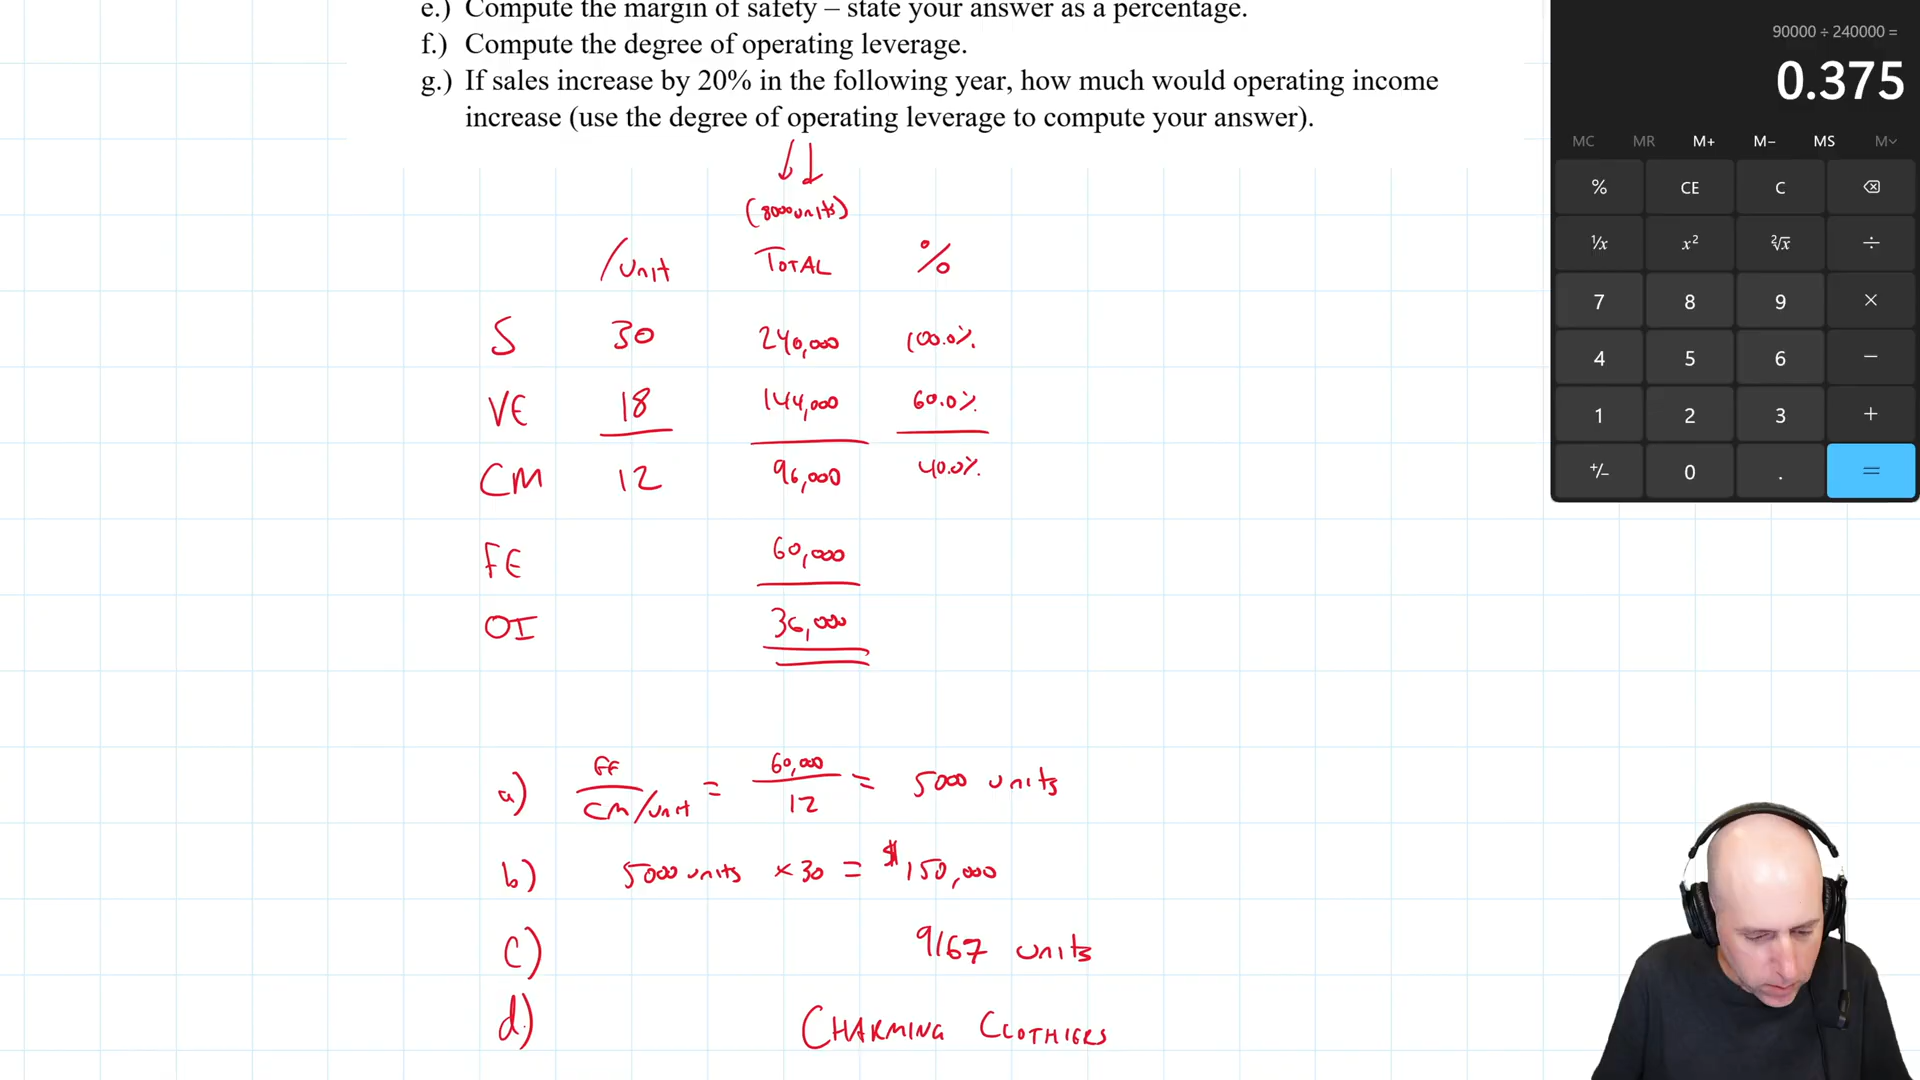 e.) Compute the margin of safety – state your answer as a percentage.
f.) Compute the degree of operating leverage.
g.) If sales increase by 20% in the following year, how much would operating income
increase (use the degree of operating leverage to compute your answer).
(8000 units)
/unit TOTAL %
S 30 240,000 100.0%
VE 18 144,000 60.0%
CM 12 96,000 40.0%
FE 60,000
OI 36,000
a) FE / CM/unit = 60,000 / 12 = 5000 units
b) 5000 units × 30 = $150,000
c) 9167 units
d) CHARMING CLOTHIERS
90000 ÷ 240000 =
0.375
MC MR M+ M− MS M˅
% CE C ⌫
¹/x x² ²√x ÷
7 8 9 ×
4 5 6 −
1 2 3 +
+/− 0 . =